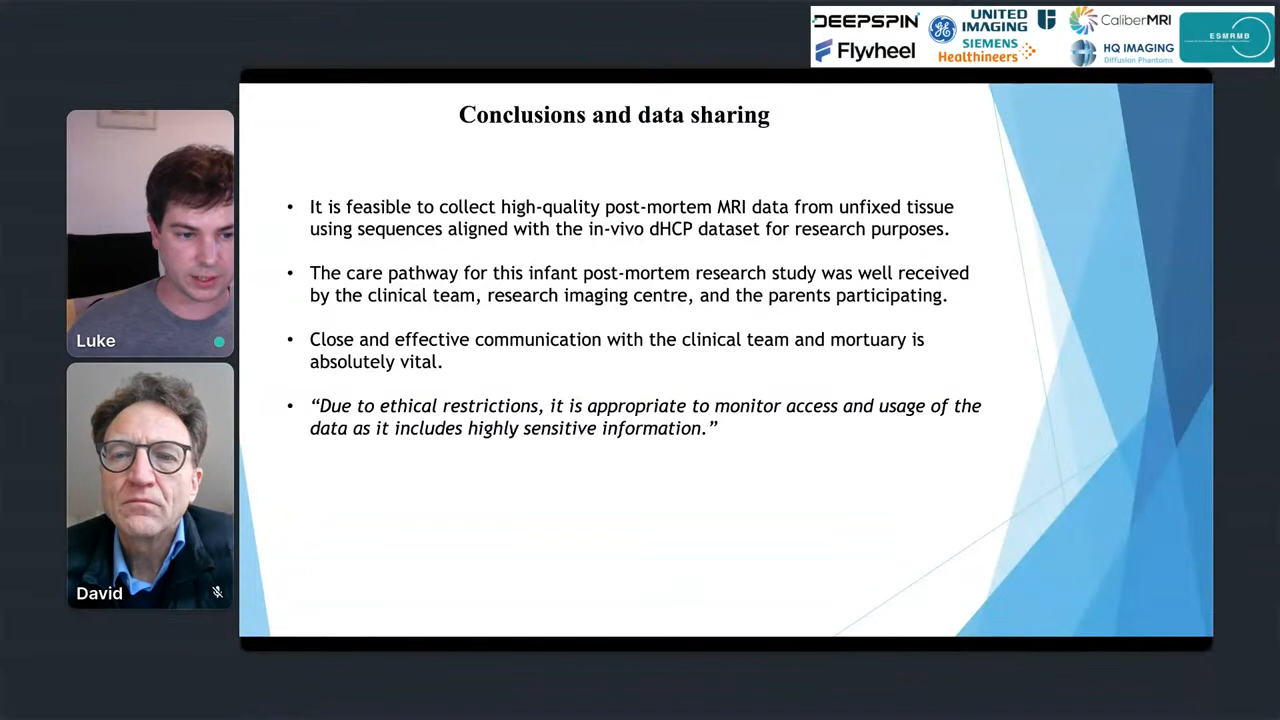 DEEPSPIN
UNITED
IMAGING
CaliberMRI
ESMRMB
Flywheel
SIEMENS
Healthineers
HQ IMAGING
Diffusion Phantoms
Conclusions and data sharing
• It is feasible to collect high-quality post-mortem MRI data from unfixed tissue
using sequences aligned with the in-vivo dHCP dataset for research purposes.
• The care pathway for this infant post-mortem research study was well received
by the clinical team, research imaging centre, and the parents participating.
• Close and effective communication with the clinical team and mortuary is
absolutely vital.
• “Due to ethical restrictions, it is appropriate to monitor access and usage of the
data as it includes highly sensitive information.”
Luke
David